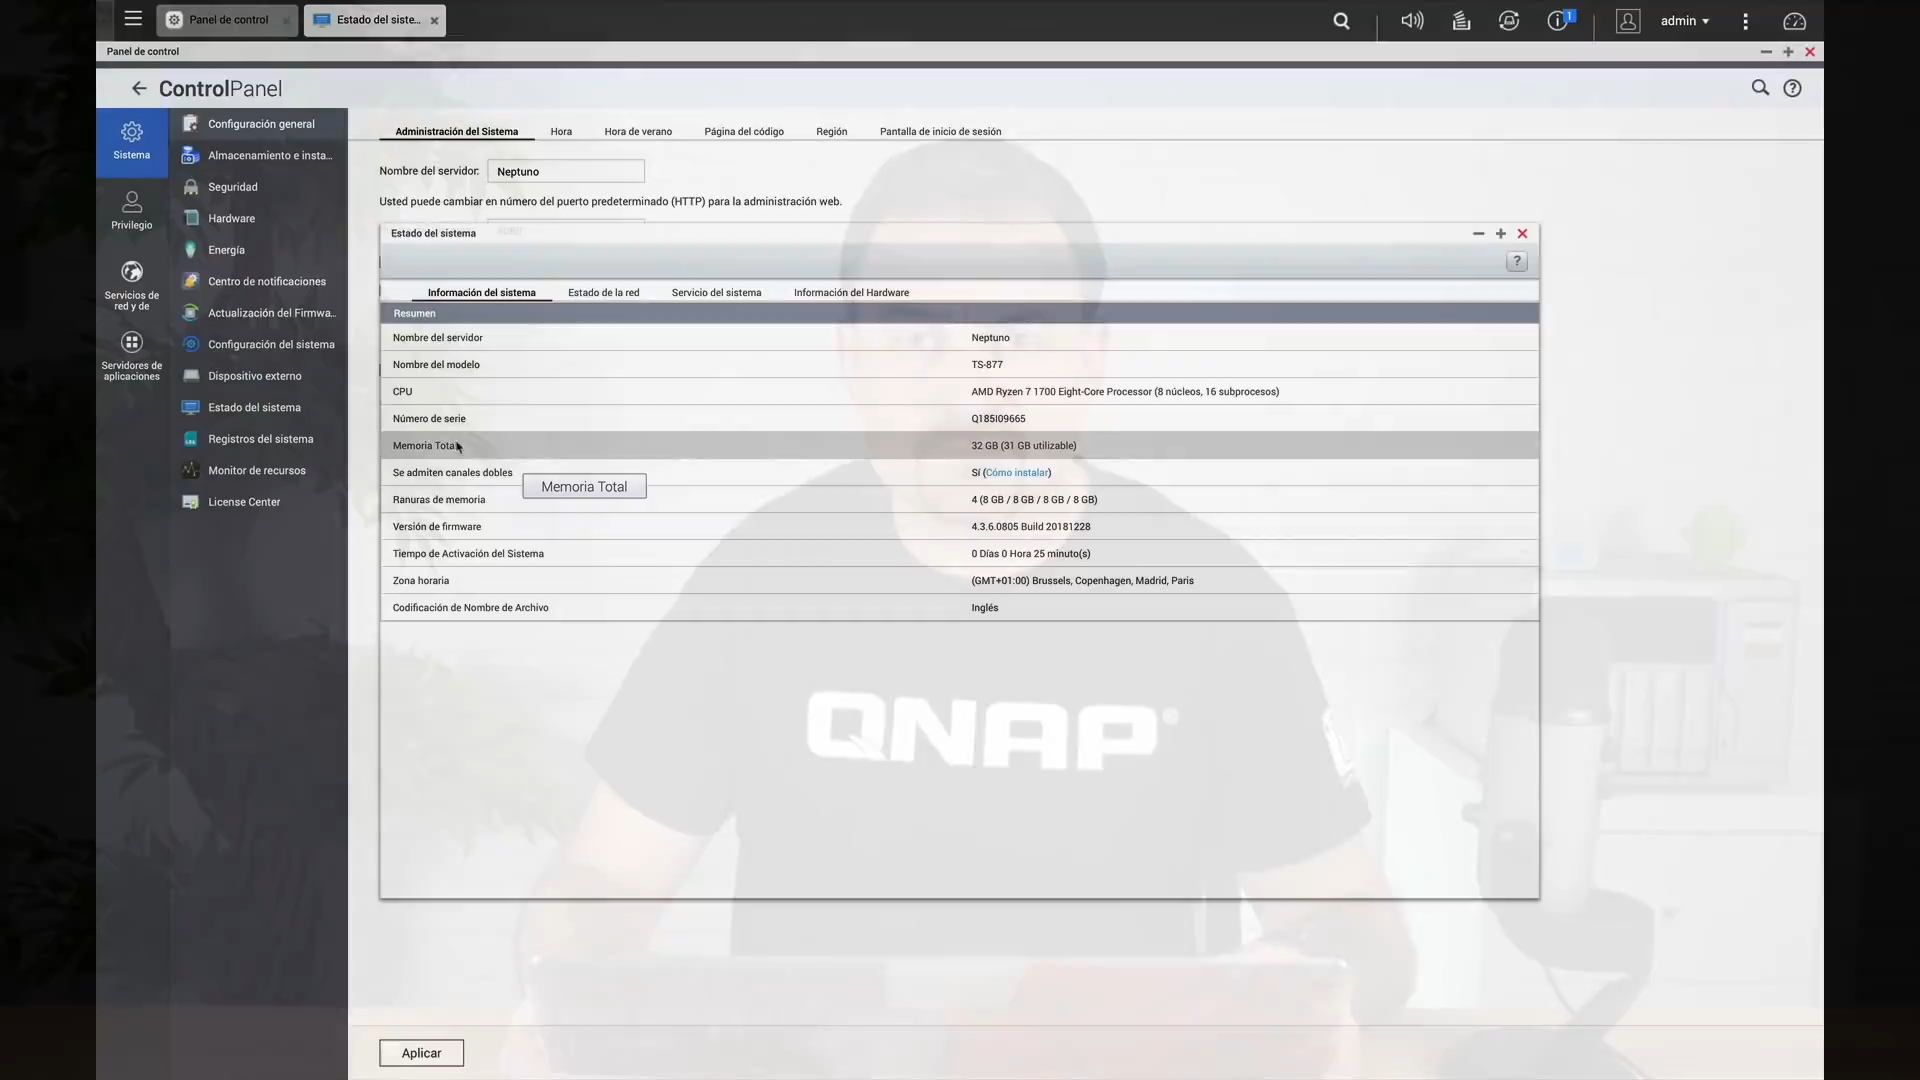 Panel de control
Estado del siste...
1
admin
Panel de control
ControlPanel
Sistema
Privilegio
Servicios de
red y de
Servidores de
aplicaciones
Configuración general
Almacenamiento e insta...
Seguridad
Hardware
Energía
Centro de notificaciones
Actualización del Firmwa...
Configuración del sistema
Dispositivo externo
Estado del sistema
Registros del sistema
Monitor de recursos
License Center
Administración del Sistema Hora Hora de verano Página del código Región Pantalla de inicio de sesión
Nombre del servidor: Neptuno
Usted puede cambiar en número del puerto predeterminado (HTTP) para la administración web.
Estado del sistema
Información del sistema Estado de la red Servicio del sistema Información del Hardware
Resumen
Nombre del servidor Neptuno
Nombre del modelo TS-877
CPU AMD Ryzen 7 1700 Eight-Core Processor (8 núcleos, 16 subprocesos)
Número de serie Q185I09665
Memoria Total 32 GB (31 GB utilizable)
Se admiten canales dobles Sí (Cómo instalar)
Memoria Total
Ranuras de memoria 4 (8 GB / 8 GB / 8 GB / 8 GB)
Versión de firmware 4.3.6.0805 Build 20181228
Tiempo de Activación del Sistema 0 Días 0 Hora 25 minuto(s)
Zona horaria (GMT+01:00) Brussels, Copenhagen, Madrid, Paris
Codificación de Nombre de Archivo Inglés
QNAP®
Aplicar